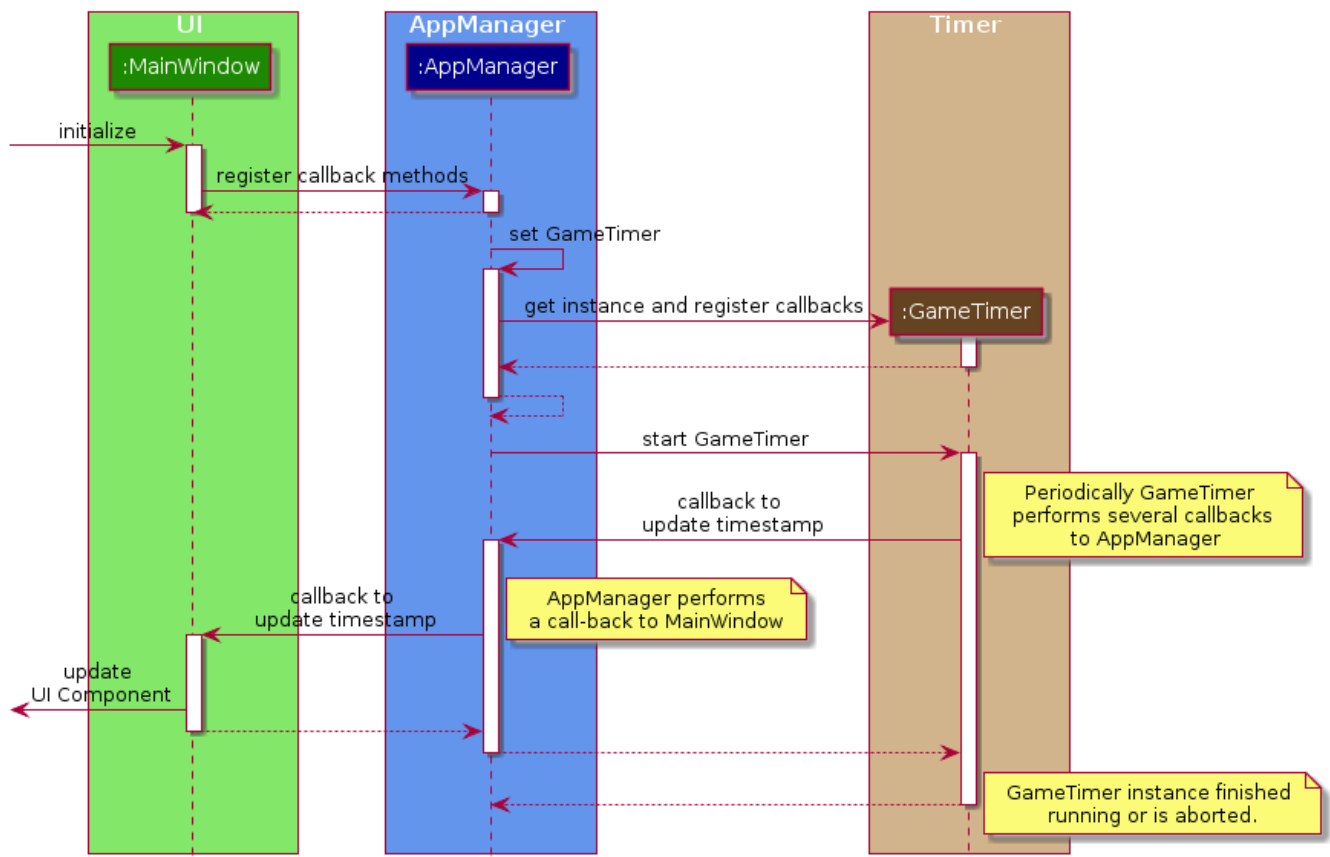 UI
AppManager
Timer
:MainWindow
:AppManager
initialize
register callback methods
set GameTimer
get instance and register callbacks
:GameTimer
start GameTimer
Periodically GameTimer
performs several callbacks
to AppManager
callback to
update timestamp
AppManager performs
a call-back to MainWindow
callback to
update timestamp
update
UI Component
GameTimer instance finished
running or is aborted.